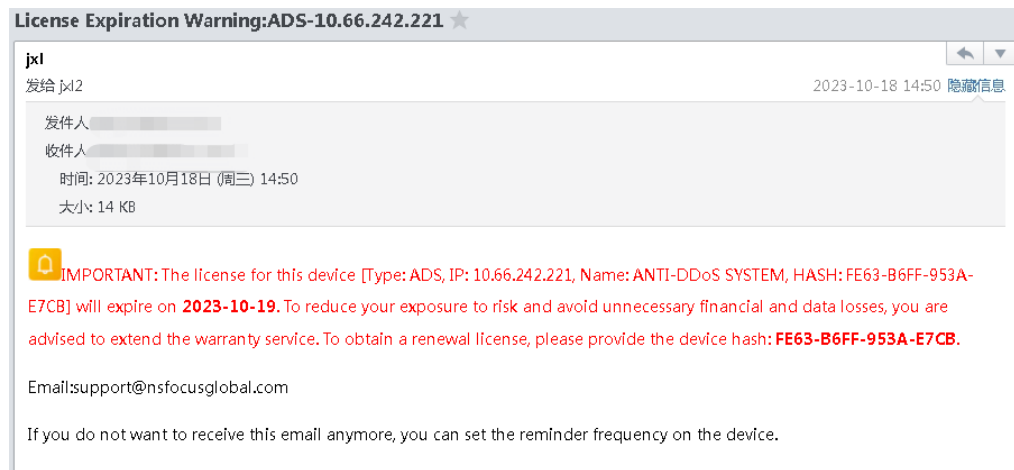 License Expiration Warning:ADS-10.66.242.221
jxl
发给 jxl2
2023-10-18 14:50 隐藏信息
发件人
收件人
时间: 2023年10月18日 (周三) 14:50
大小: 14 KB
IMPORTANT: The license for this device [Type: ADS, IP: 10.66.242.221, Name: ANTI-DDoS SYSTEM, HASH: FE63-B6FF-953A-
E7CB] will expire on 2023-10-19. To reduce your exposure to risk and avoid unnecessary financial and data losses, you are
advised to extend the warranty service. To obtain a renewal license, please provide the device hash: FE63-B6FF-953A-E7CB.
Email:support@nsfocusglobal.com
If you do not want to receive this email anymore, you can set the reminder frequency on the device.